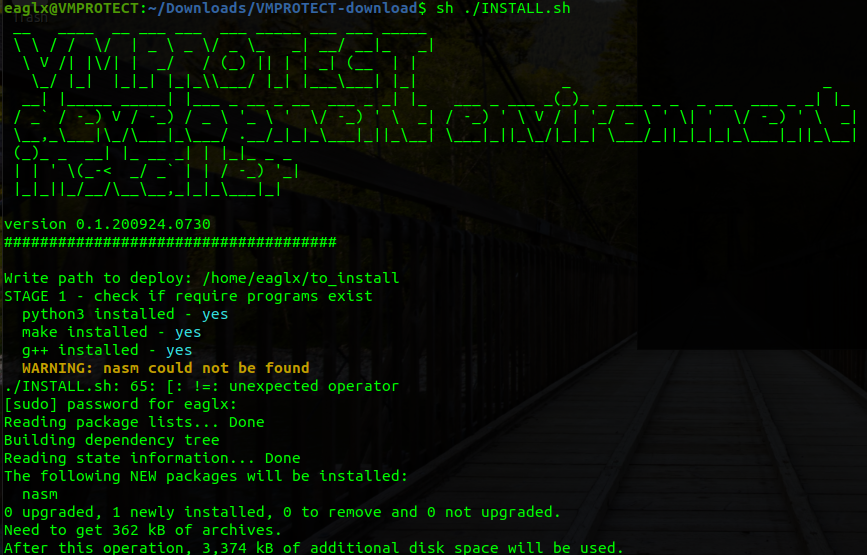 Trash
eaglx@VMPROTECT:~/Downloads/VMPROTECT-download$ sh ./INSTALL.sh
VMPROTECT
development environment
installer
version 0.1.200924.0730
#####################################
Write path to deploy: /home/eaglx/to_install
STAGE 1 - check if require programs exist
python3 installed - yes
make installed - yes
g++ installed - yes
WARNING: nasm could not be found
./INSTALL.sh: 65: [: !=: unexpected operator
[sudo] password for eaglx:
Reading package lists... Done
Building dependency tree
Reading state information... Done
The following NEW packages will be installed:
nasm
0 upgraded, 1 newly installed, 0 to remove and 0 not upgraded.
Need to get 362 kB of archives.
After this operation, 3,374 kB of additional disk space will be used.